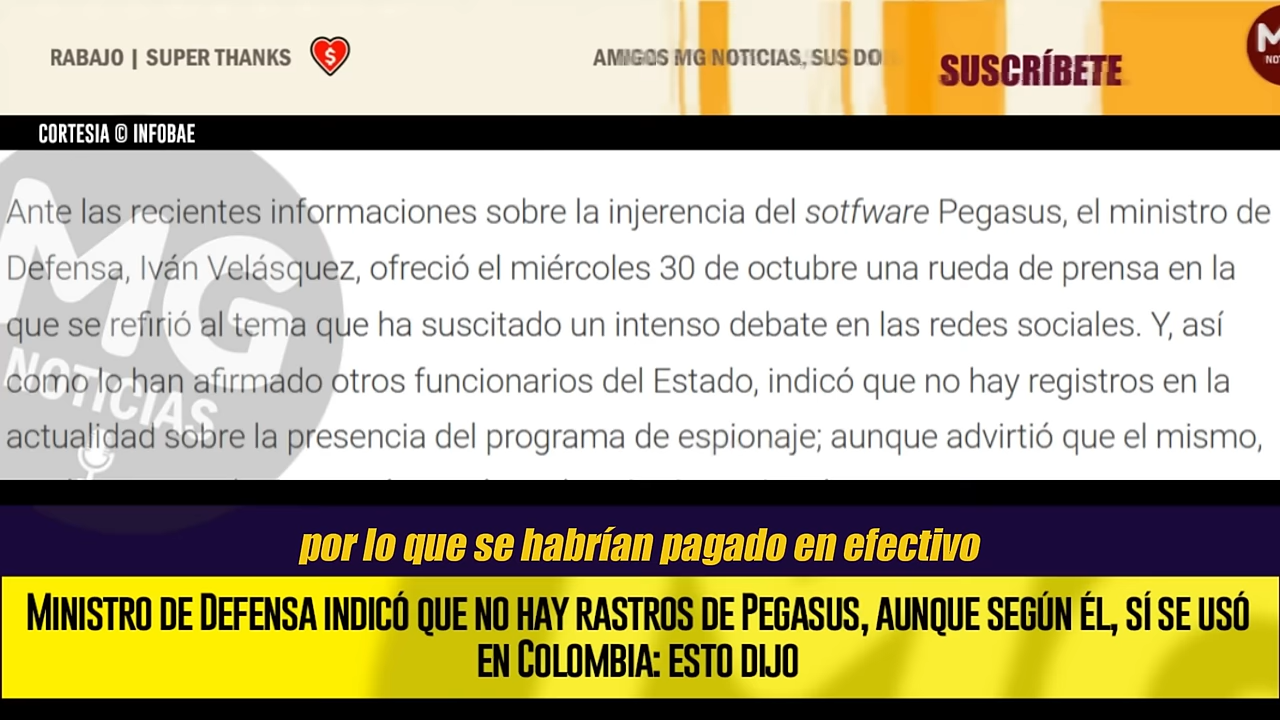 RABAJO | SUPER THANKS
AMIGOS MG NOTICIAS, SUS DO
SUSCRÍBETE
CORTESIA © INFOBAE
Ante las recientes informaciones sobre la injerencia del sotfware Pegasus, el ministro de
Defensa, Iván Velásquez, ofreció el miércoles 30 de octubre una rueda de prensa en la
que se refirió al tema que ha suscitado un intenso debate en las redes sociales. Y, así
como lo han afirmado otros funcionarios del Estado, indicó que no hay registros en la
actualidad sobre la presencia del programa de espionaje; aunque advirtió que el mismo,
MG
NOTICIAS
por lo que se habrían pagado en efectivo
MINISTRO DE DEFENSA INDICÓ QUE NO HAY RASTROS DE PEGASUS, AUNQUE SEGÚN ÉL, SÍ SE USÓ
EN COLOMBIA: ESTO DIJO